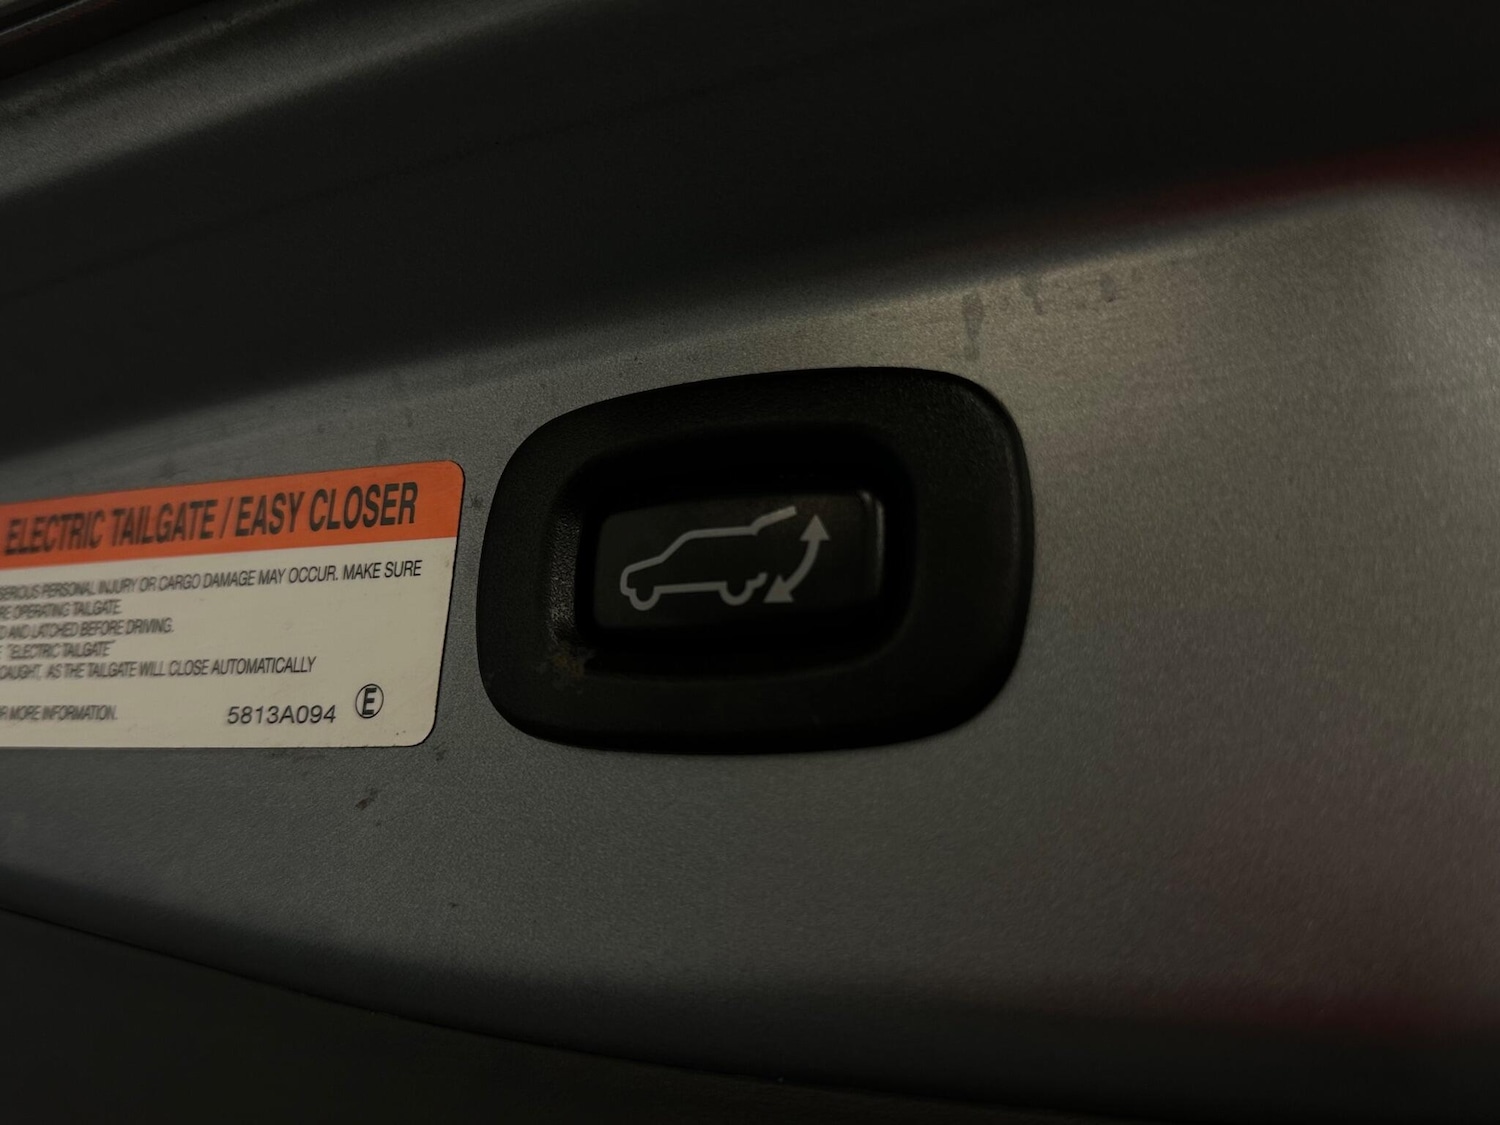 ELECTRIC TAILGATE / EASY CLOSER
SERIOUS PERSONAL INJURY OR CARGO DAMAGE MAY OCCUR. MAKE SURE
RE OPERATING TAILGATE.
D AND LATCHED BEFORE DRIVING.
"ELECTRIC TAILGATE"
CAUGHT, AS THE TAILGATE WILL CLOSE AUTOMATICALLY
R MORE INFORMATION.
5813A094 E